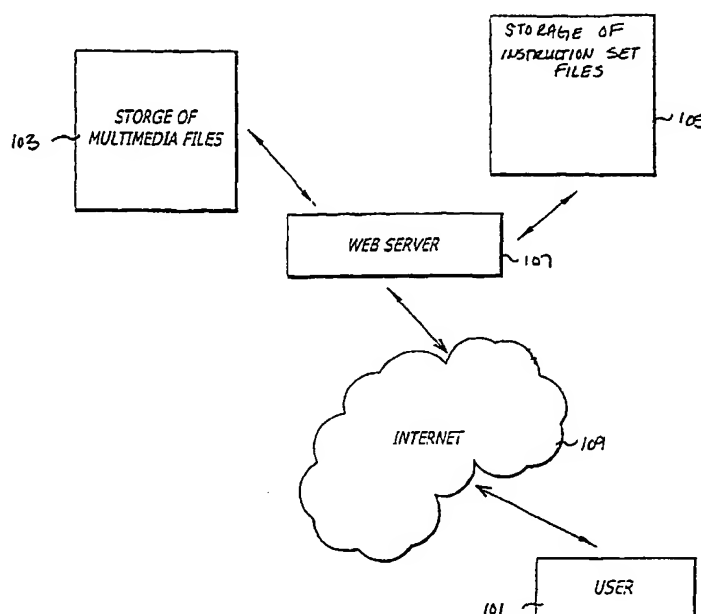 STORAGE OF
INSTRUCTION SET
FILES
STORGE OF
MULTIMEDIA FILES
103
105
WEB SERVER
107
INTERNET
109
USER
101